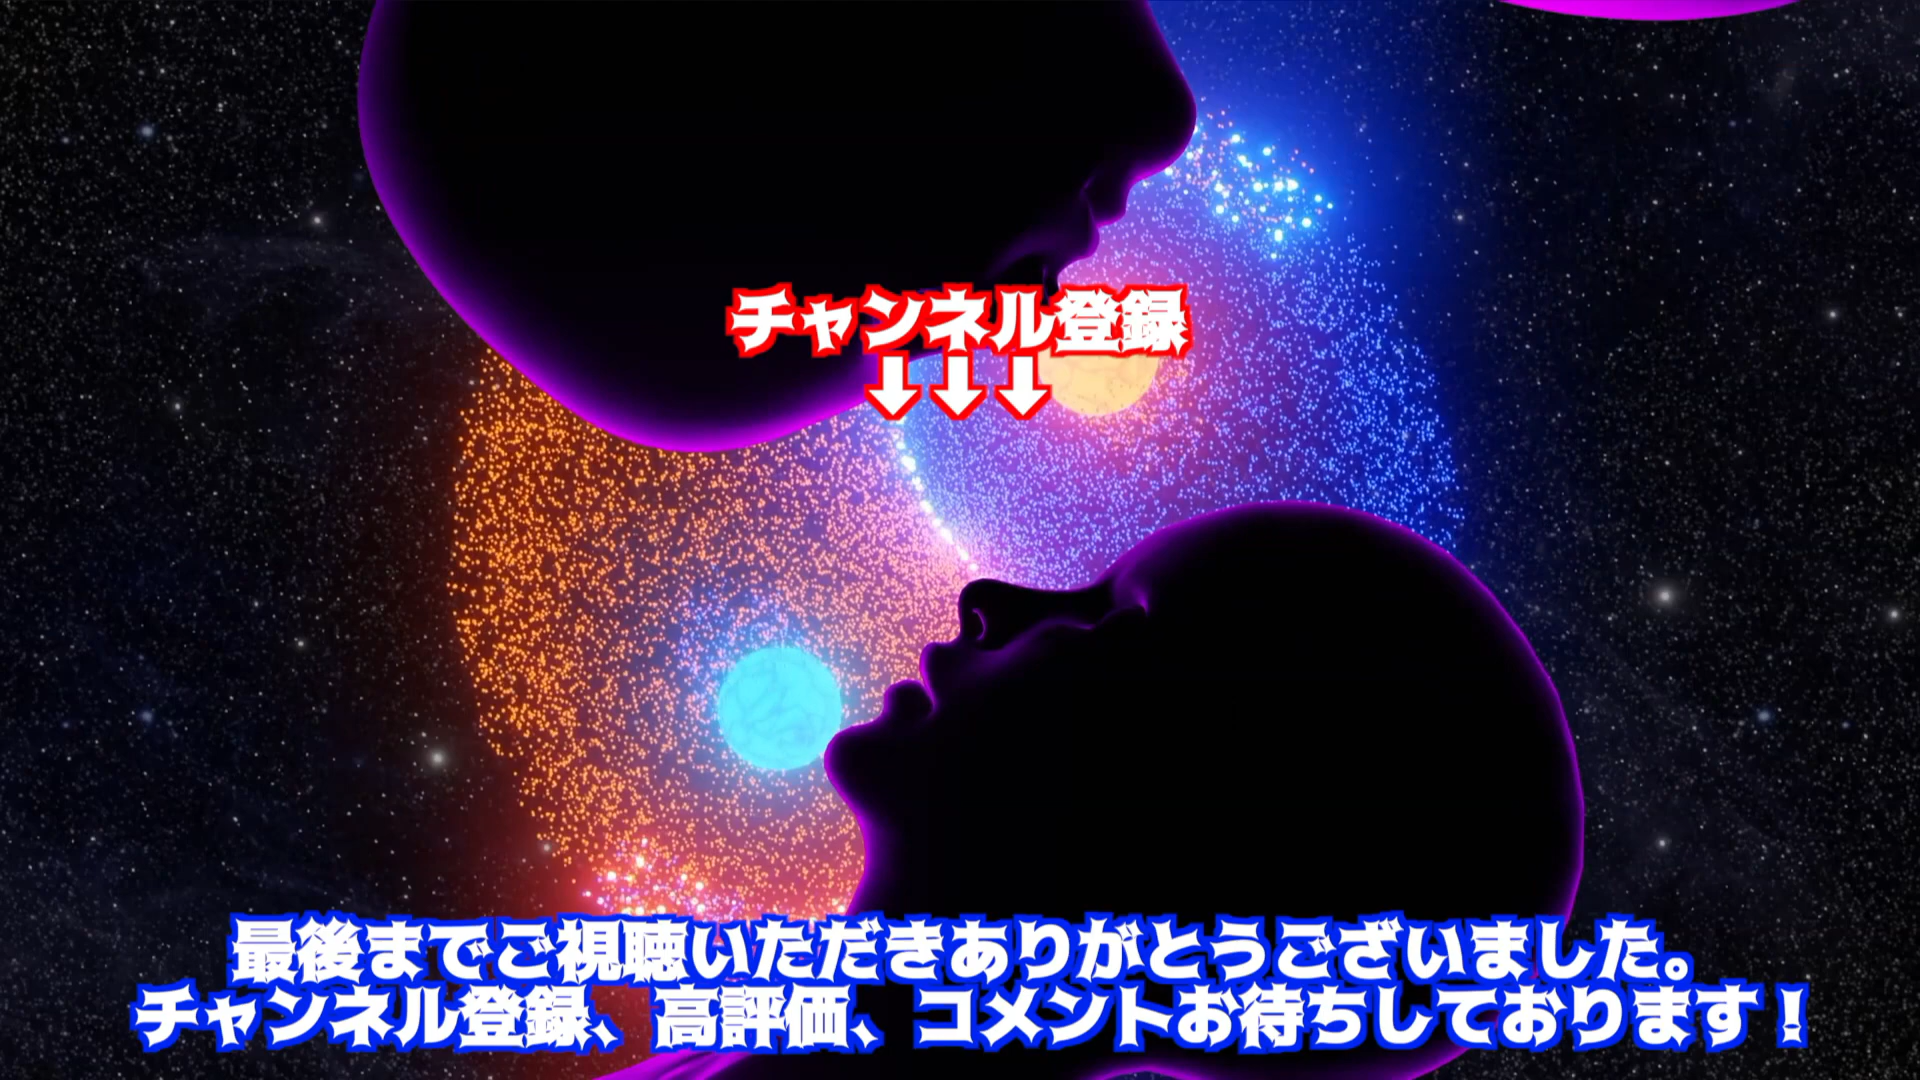 チャンネル登録
↓↓↓
最後までご視聴いただきありがとうございました。
チャンネル登録、高評価、コメントお待ちしております！